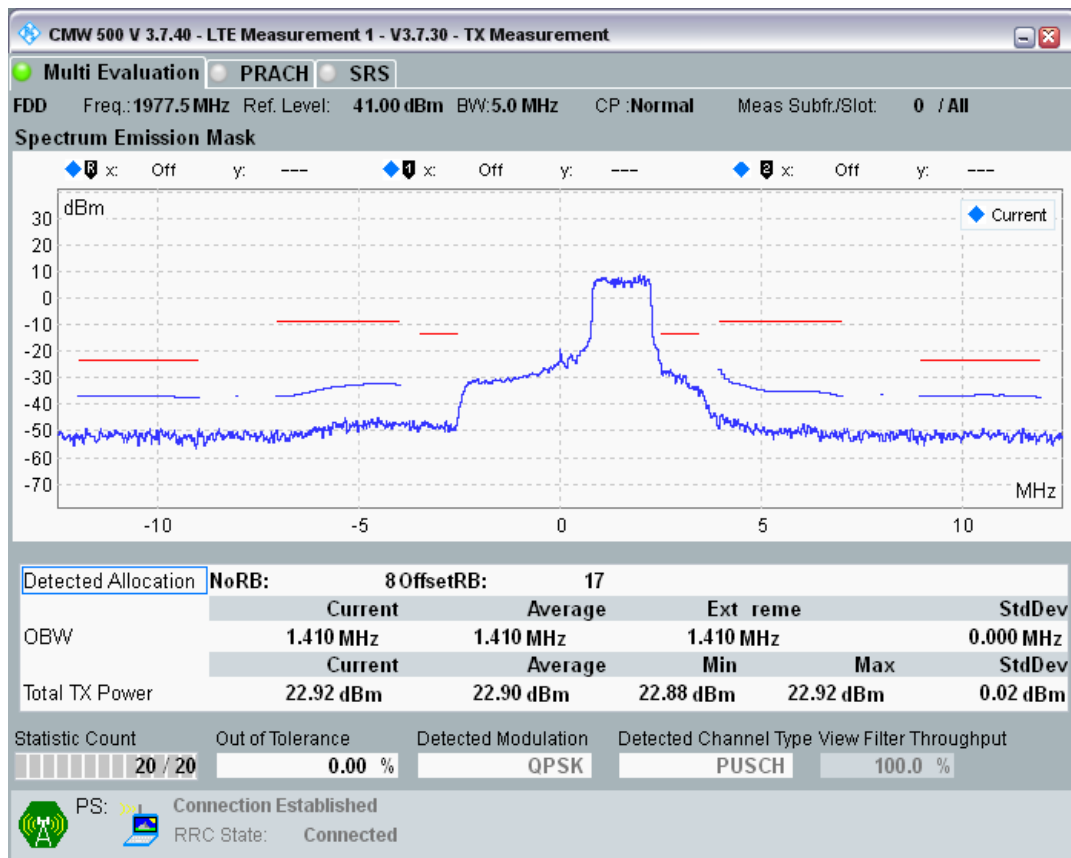 CMW 500 V 3.7.40 - LTE Measurement 1 - V3.7.30 - TX Measurement
Multi Evaluation PRACH SRS
FDD Freq.:1977.5 MHz Ref. Level: 41.00 dBm BW:5.0 MHz CP :Normal Meas Subfr./Slot: 0 / All
Spectrum Emission Mask
R x: Off y: --- 1 x: Off y: --- 2 x: Off y: ---
dBm
Current
30
20
10
0
-10
-20
-30
-40
-50
-60
-70
MHz
-10 -5 0 5 10
Detected Allocation NoRB: 8 OffsetRB: 17
Current Average Ext reme StdDev
OBW 1.410 MHz 1.410 MHz 1.410 MHz 0.000 MHz
Current Average Min Max StdDev
Total TX Power 22.92 dBm 22.90 dBm 22.88 dBm 22.92 dBm 0.02 dBm
Statistic Count Out of Tolerance Detected Modulation Detected Channel Type View Filter Throughput
20 / 20 0.00 % QPSK PUSCH 100.0 %
PS: Connection Established
RRC State: Connected